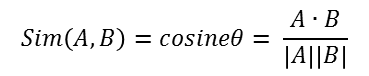 Sim(A, B) = cosineθ = A · B / |A||B|